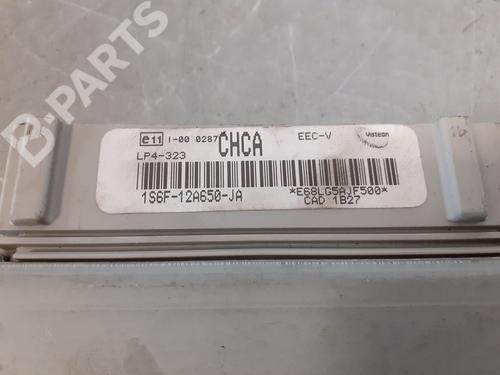 B-PARTS
e11 I-00 0287 CHCA EEC-V Visteon
LP4-323
1S6F-12A650-JA *E68LG5AJF500*
CAD 1B27